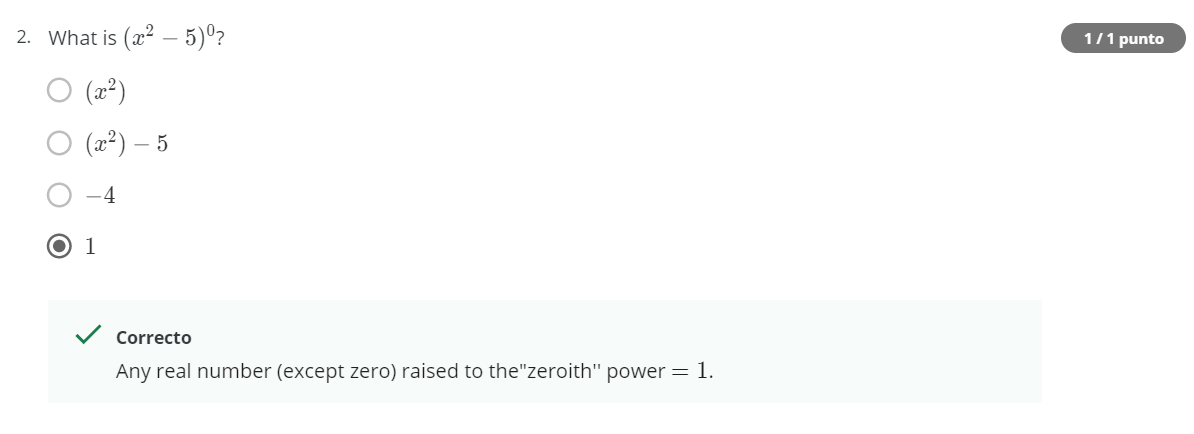 2. What is (x² − 5)⁰?
1 / 1 punto
(x²)
(x²) − 5
−4
1
Correcto
Any real number (except zero) raised to the"zeroith'' power = 1.